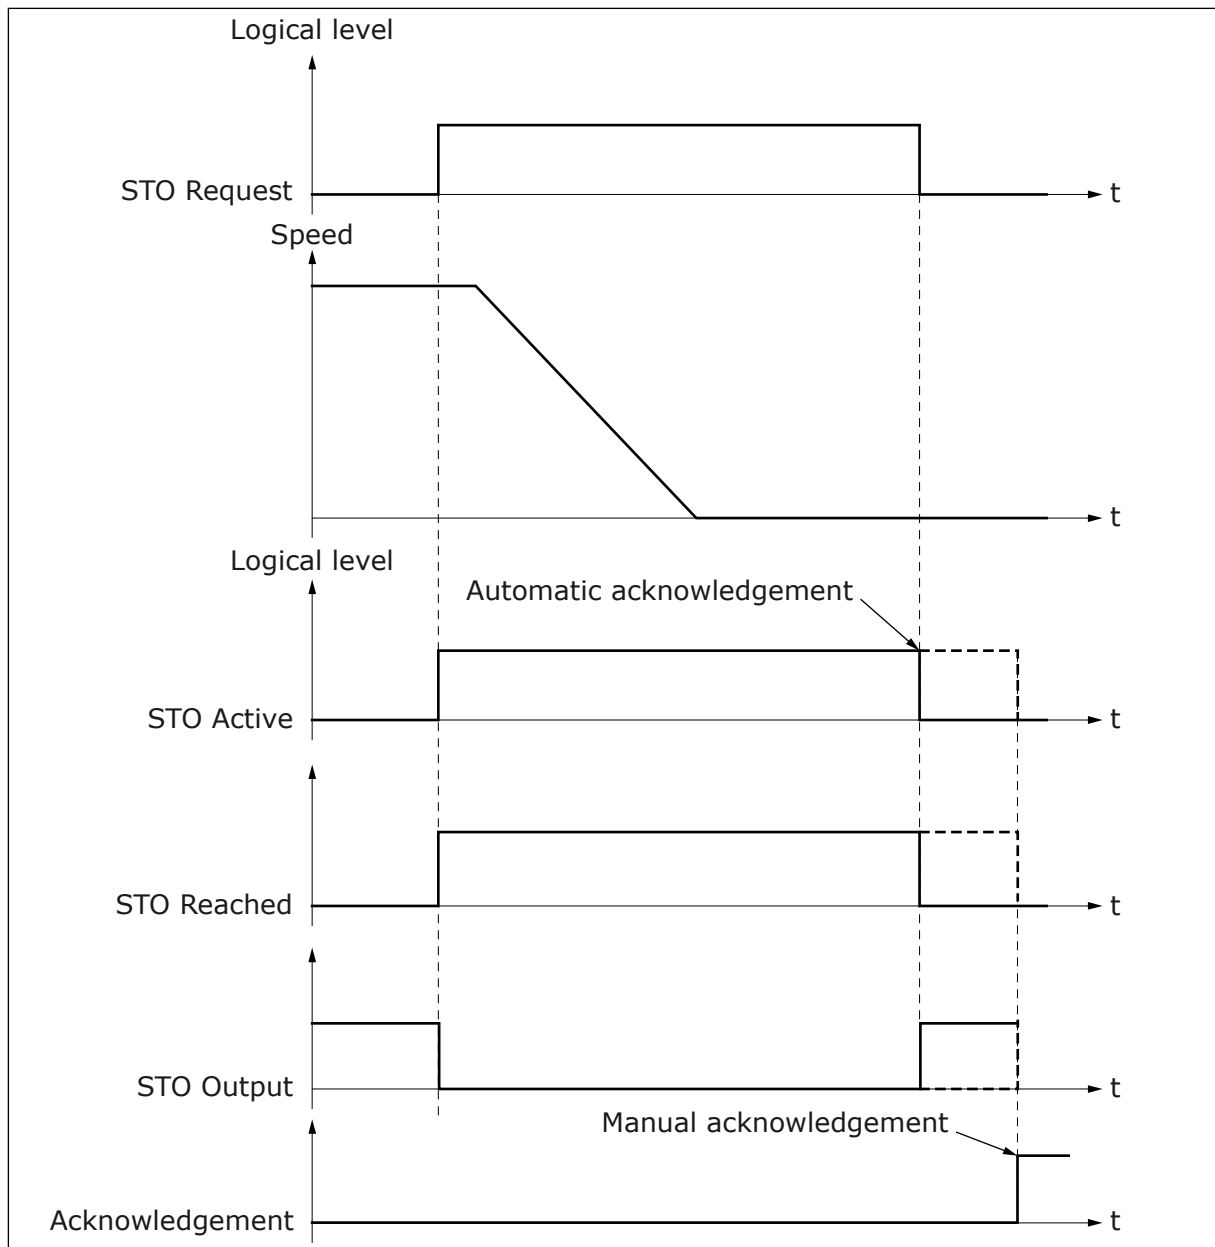 Logical level
STO Request
t
Speed
t
Logical level
Automatic acknowledgement
STO Active
t
STO Reached
t
STO Output
t
Manual acknowledgement
Acknowledgement
t